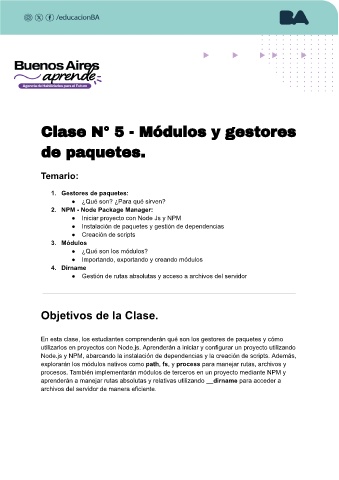 /educacionBA
BA
Buenos Aires
aprende
Agencia de Habilidades para el Futuro
Clase N° 5 - Módulos y gestores
de paquetes.
Temario:
1. Gestores de paquetes:
● ¿Qué son? ¿Para qué sirven?
2. NPM - Node Package Manager:
● Iniciar proyecto con Node Js y NPM
● Instalación de paquetes y gestión de dependencias
● Creación de scripts
3. Módulos
● ¿Qué son los módulos?
● Importando, exportando y creando módulos
4. Dirname
● Gestión de rutas absolutas y acceso a archivos del servidor
Objetivos de la Clase.
En esta clase, los estudiantes comprenderán qué son los gestores de paquetes y cómo
utilizarlos en proyectos con Node.js. Aprenderán a iniciar y configurar un proyecto utilizando
Node.js y NPM, abarcando la instalación de dependencias y la creación de scripts. Además,
explorarán los módulos nativos como path, fs, y process para manejar rutas, archivos y
procesos. También implementarán módulos de terceros en un proyecto mediante NPM y
aprenderán a manejar rutas absolutas y relativas utilizando __dirname para acceder a
archivos del servidor de manera eficiente.